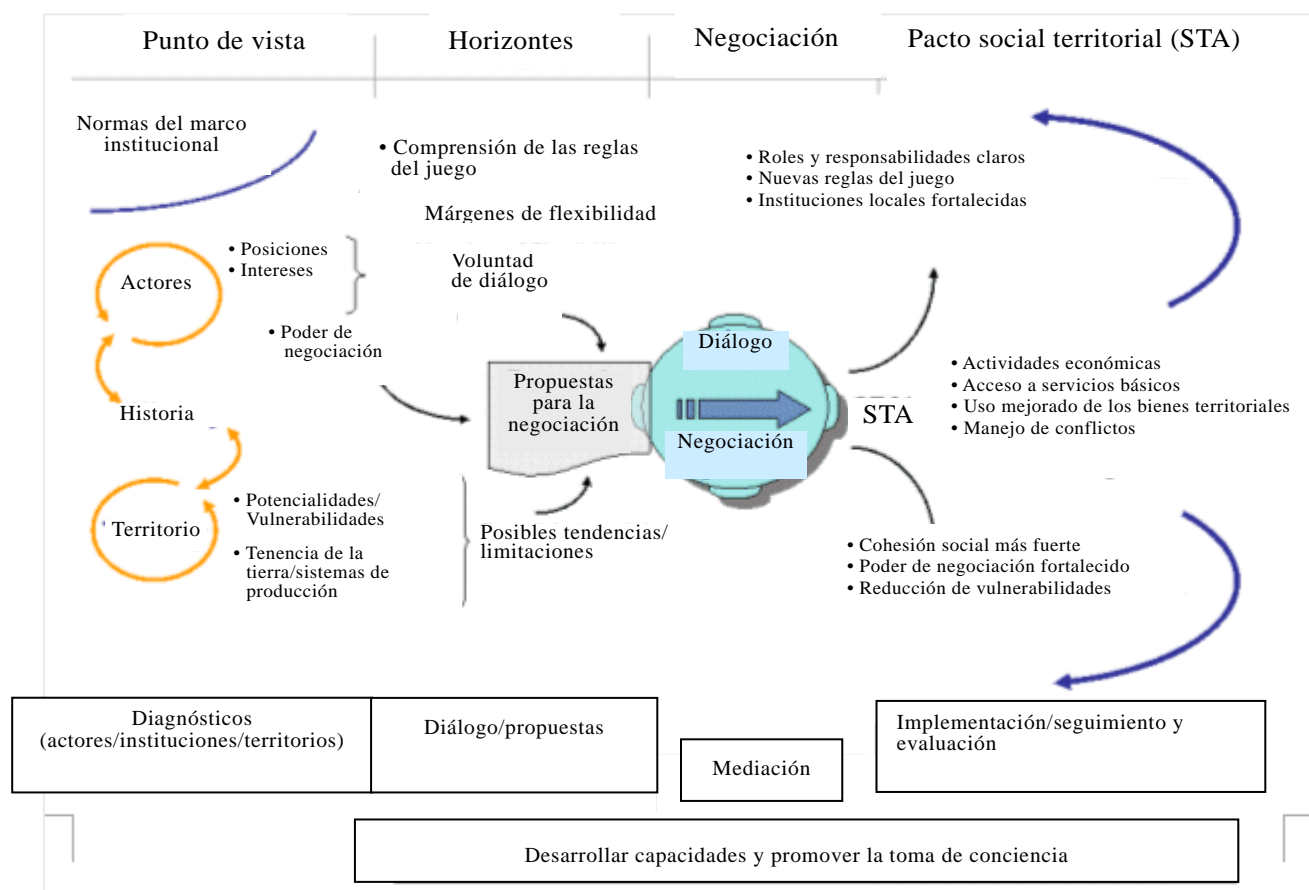 Punto de vista
Horizontes
Negociación
Pacto social territorial (STA)
Normas del marco
institucional
• Comprensión de las reglas
del juego
Márgenes de flexibilidad
Voluntad
de diálogo
• Roles y responsabilidades claros
• Nuevas reglas del juego
• Instituciones locales fortalecidas
Actores
• Posiciones
• Intereses
• Poder de
negociación
Historia
Territorio
• Potencialidades/
Vulnerabilidades
• Tenencia de la
tierra/sistemas de
producción
Propuestas
para la
negociación
Posibles tendencias/
limitaciones
Diálogo
Negociación
STA
• Actividades económicas
• Acceso a servicios básicos
• Uso mejorado de los bienes territoriales
• Manejo de conflictos
• Cohesión social más fuerte
• Poder de negociación fortalecido
• Reducción de vulnerabilidades
Diagnósticos
(actores/instituciones/territorios)
Diálogo/propuestas
Mediación
Implementación/seguimiento y
evaluación
Desarrollar capacidades y promover la toma de conciencia